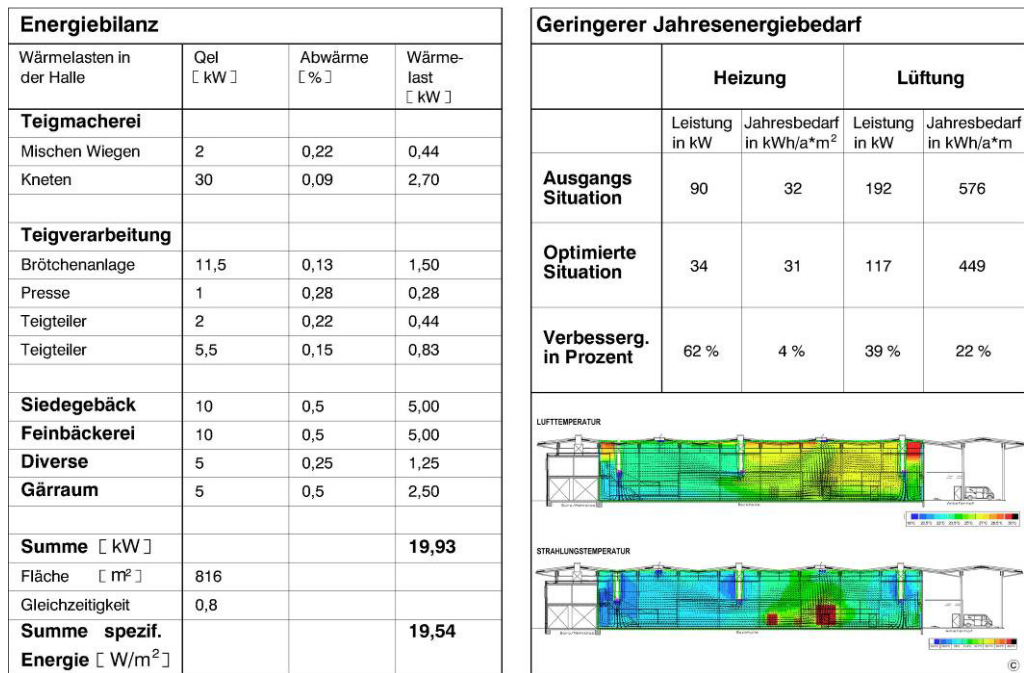 Energiebilanz
Wärmelasten in der Halle Qel [ kW ] Abwärme [ % ] Wärme-last [ kW ]
Teigmacherei
Mischen Wiegen 2 0,22 0,44
Kneten 30 0,09 2,70
Teigverarbeitung
Brötchenanlage 11,5 0,13 1,50
Presse 1 0,28 0,28
Teigteiler 2 0,22 0,44
Teigteiler 5,5 0,15 0,83
Siedegebäck 10 0,5 5,00
Feinbäckerei 10 0,5 5,00
Diverse 5 0,25 1,25
Gärraum 5 0,5 2,50
Summe [ kW ] 19,93
Fläche [ m² ] 816
Gleichzeitigkeit 0,8
Summe spezif. 19,54
Energie [ W/m² ]
Geringerer Jahresenergiebedarf
Heizung Lüftung
Leistung in kW Jahresbedarf in kWh/a*m² Leistung in kW Jahresbedarf in kWh/a*m
Ausgangs Situation 90 32 192 576
Optimierte Situation 34 31 117 449
Verbesserg. in Prozent 62 % 4 % 39 % 22 %
LUFTTEMPERATUR
STRAHLUNGSTEMPERATUR
©